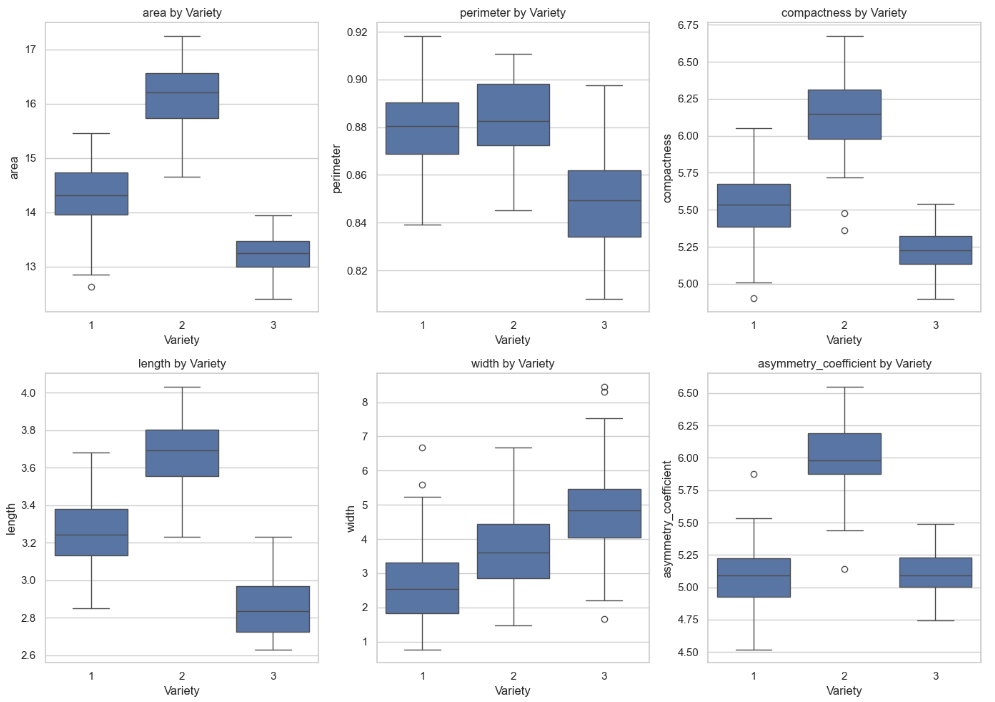 area by Variety
17
16
15
14
13
area
1 2 3
Variety
perimeter by Variety
0.92
0.90
0.88
0.86
0.84
0.82
perimeter
1 2 3
Variety
compactness by Variety
6.75
6.50
6.25
6.00
5.75
5.50
5.25
5.00
compactness
1 2 3
Variety
length by Variety
4.0
3.8
3.6
3.4
3.2
3.0
2.8
2.6
length
1 2 3
Variety
width by Variety
8
7
6
5
4
3
2
1
width
1 2 3
Variety
asymmetry_coefficient by Variety
6.50
6.25
6.00
5.75
5.50
5.25
5.00
4.75
4.50
asymmetry_coefficient
1 2 3
Variety